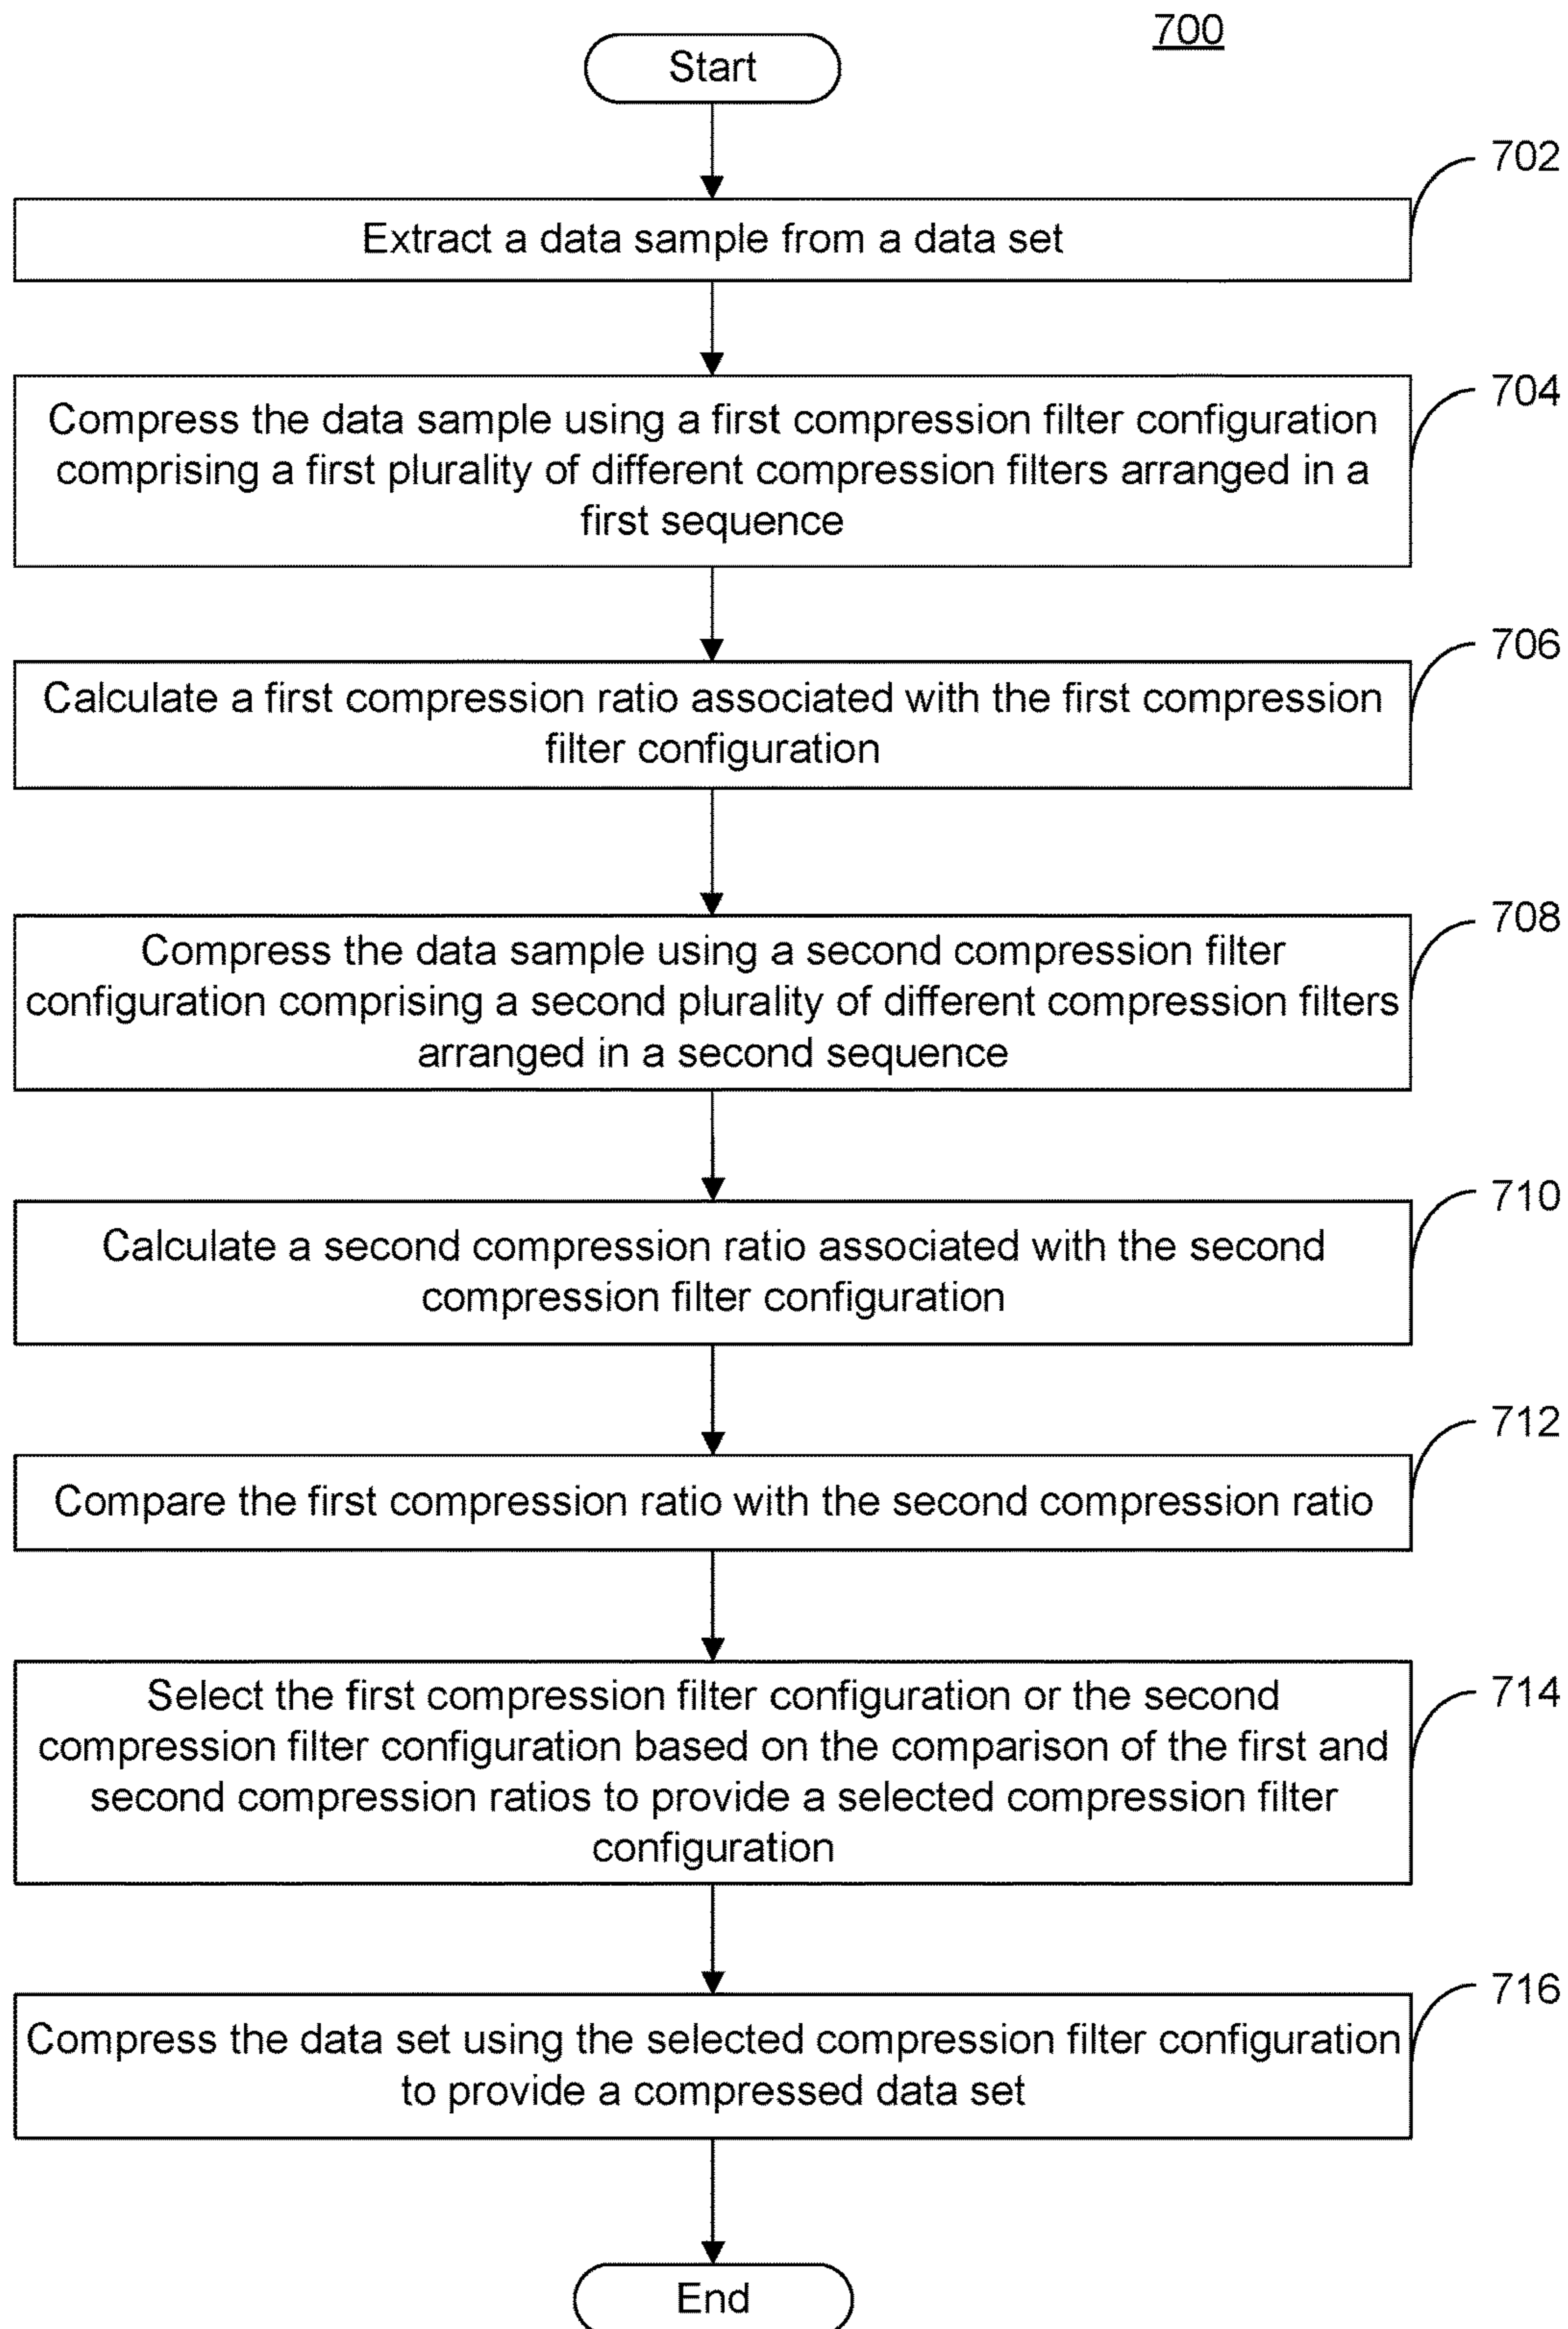 700
Start
702
Extract a data sample from a data set
704
Compress the data sample using a first compression filter configuration
comprising a first plurality of different compression filters arranged in a
first sequence
706
Calculate a first compression ratio associated with the first compression
filter configuration
708
Compress the data sample using a second compression filter
configuration comprising a second plurality of different compression filters
arranged in a second sequence
710
Calculate a second compression ratio associated with the second
compression filter configuration
712
Compare the first compression ratio with the second compression ratio
714
Select the first compression filter configuration or the second
compression filter configuration based on the comparison of the first and
second compression ratios to provide a selected compression filter
configuration
716
Compress the data set using the selected compression filter configuration
to provide a compressed data set
End